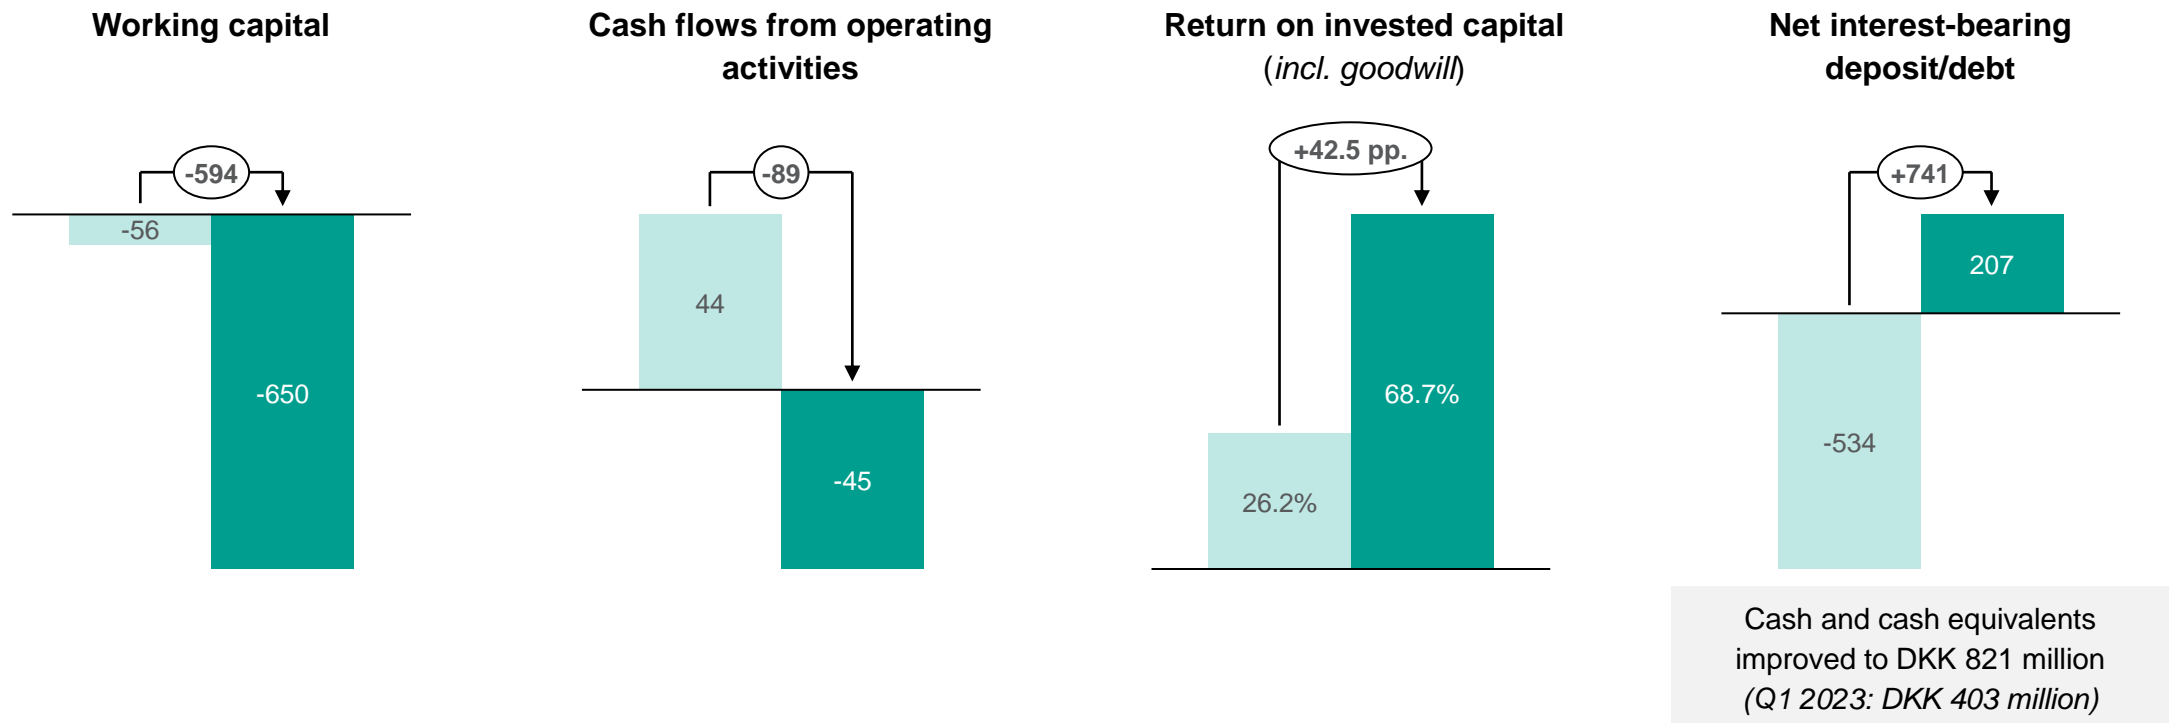 Working capital
-594
-56
-650
Cash flows from operating
activities
-89
44
-45
Return on invested capital
(incl. goodwill)
+42.5 pp.
26.2%
68.7%
Net interest-bearing
deposit/debt
+741
207
-534
Cash and cash equivalents
improved to DKK 821 million
(Q1 2023: DKK 403 million)